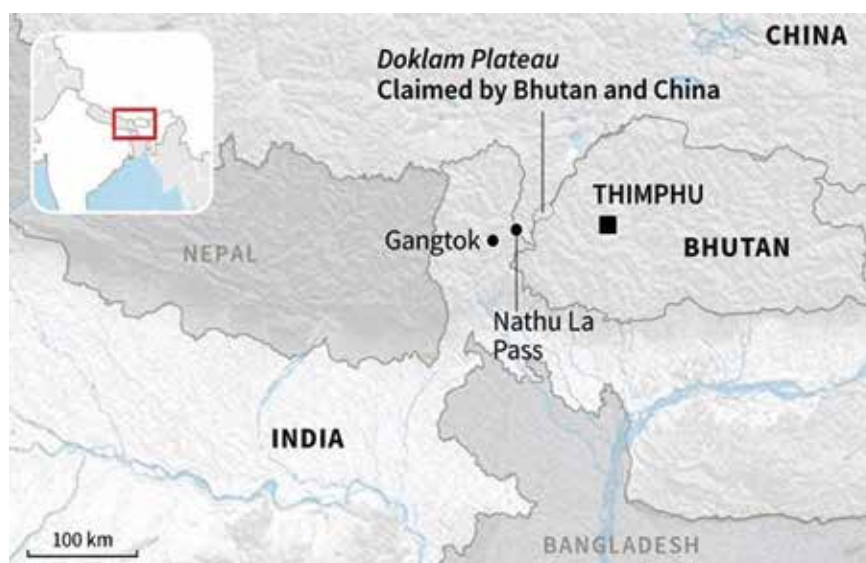 CHINA
Doklam Plateau
Claimed by Bhutan and China
THIMPHU
Gangtok
BHUTAN
NEPAL
Nathu La
Pass
INDIA
100 km
BANGLADESH